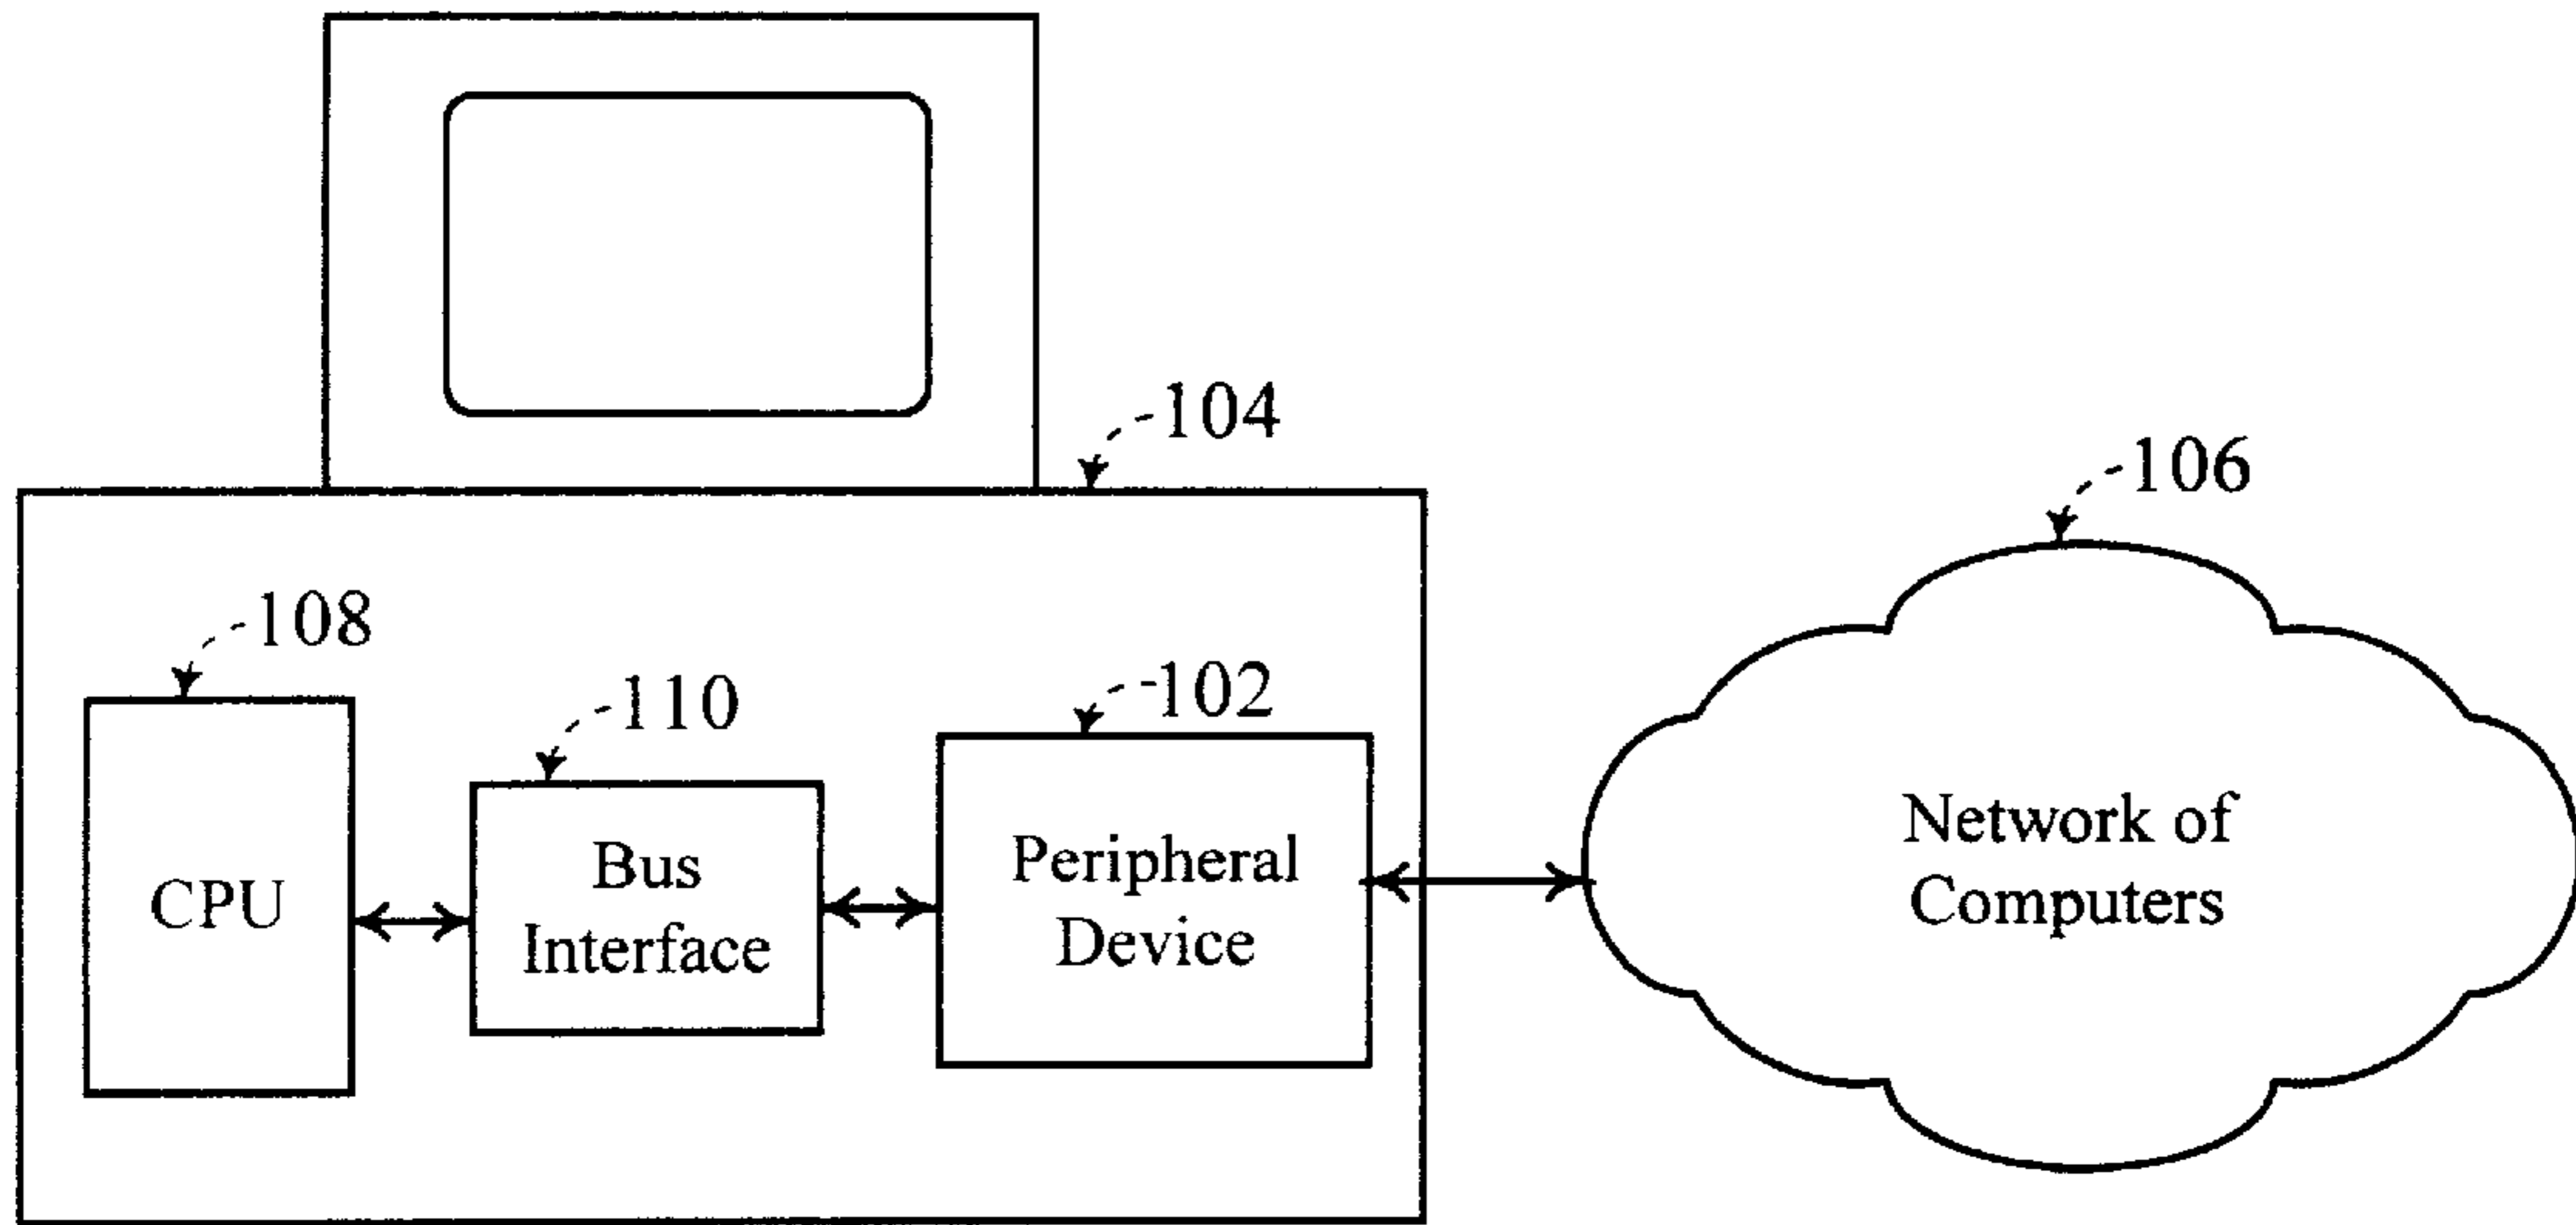 104
106
108
110
102
CPU
Bus
Interface
Peripheral
Device
Network of
Computers